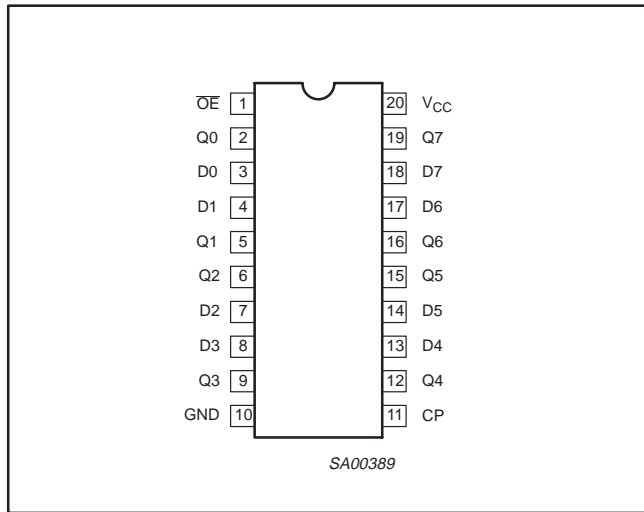 OE 1 20 VCC
Q0 2 19 Q7
D0 3 18 D7
D1 4 17 D6
Q1 5 16 Q6
Q2 6 15 Q5
D2 7 14 D5
D3 8 13 D4
Q3 9 12 Q4
GND 10 11 CP
SA00389